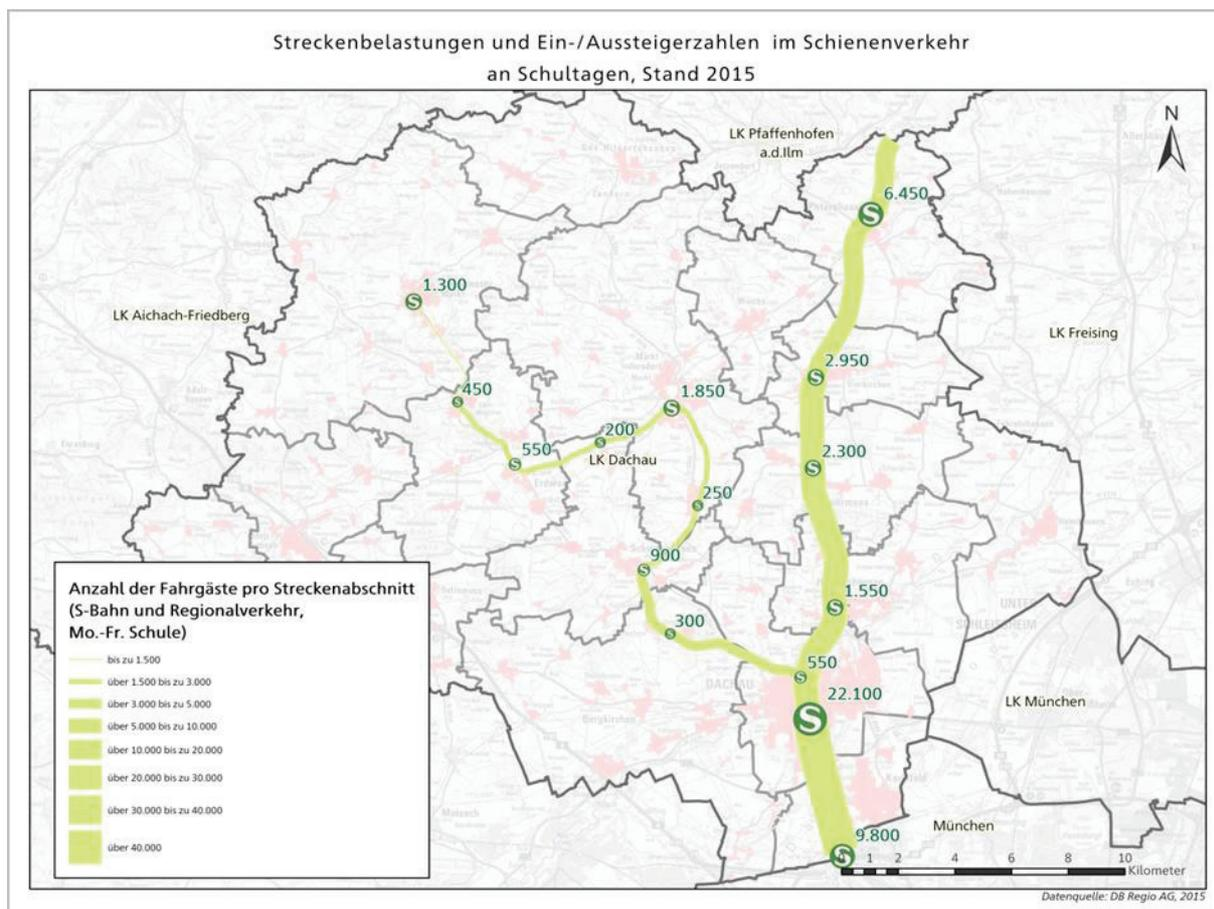 Streckenbelastungen und Ein-/Aussteigerzahlen im Schienenverkehr
an Schultagen, Stand 2015
LK Pfaffenhofen
a.d.Ilm
N
6.450
S
1.300
S
LK Aichach-Friedberg
LK Freising
2.950
S
450
S
1.850
S
200
S
550
S
LK Dachau
2.300
S
250
S
900
S
1.550
S
300
S
UNTER
SCHLEISSHEIM
550
S
DACHAU
22.100
S
LK München
Bergkirchen
9.800
S
München
0 1 2 4 6 8 10
Kilometer
Anzahl der Fahrgäste pro Streckenabschnitt
(S-Bahn und Regionalverkehr,
Mo.-Fr. Schule)
bis zu 1.500
über 1.500 bis zu 3.000
über 3.000 bis zu 5.000
über 5.000 bis zu 10.000
über 10.000 bis zu 20.000
über 20.000 bis zu 30.000
über 30.000 bis zu 40.000
über 40.000
Datenquelle: DB Regio AG, 2015